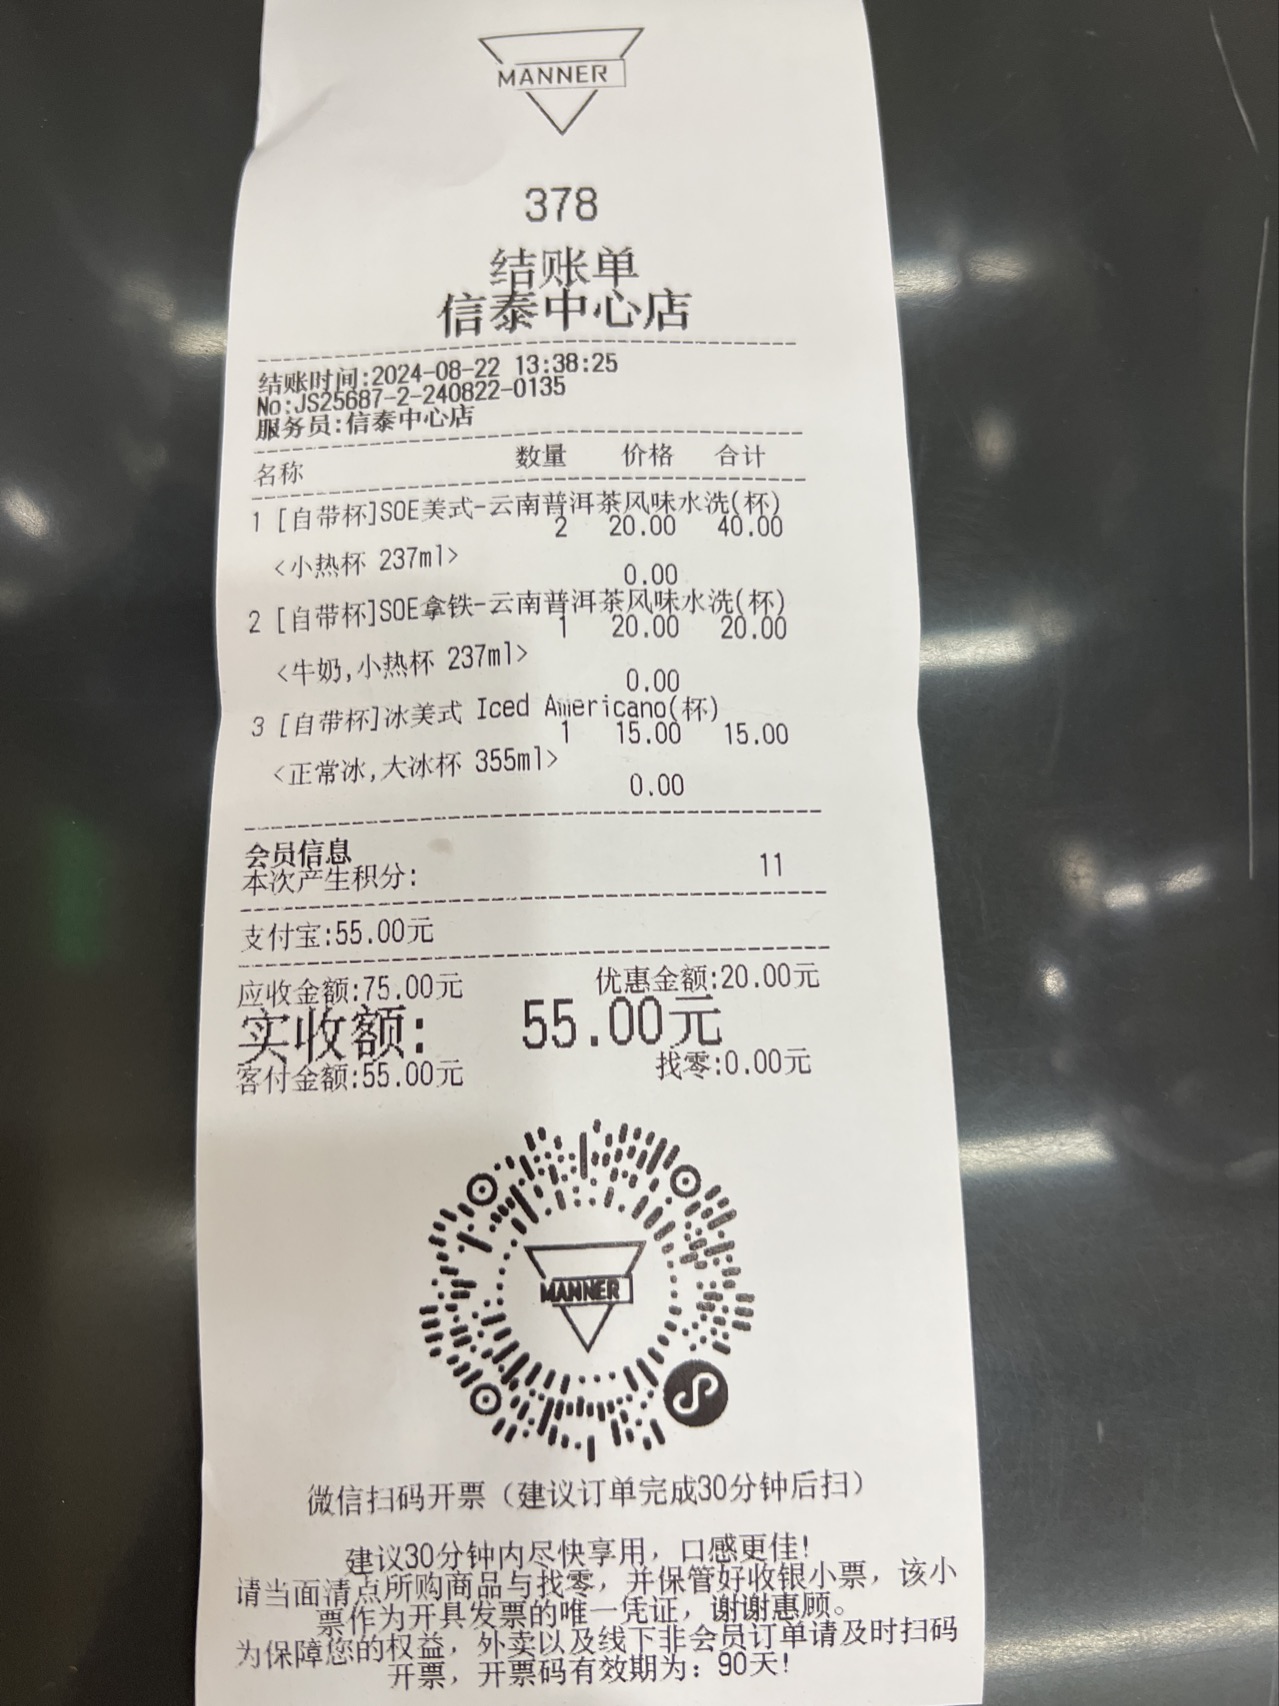 MANNER
378
结账单
信泰中心店
结账时间:2024-08-22 13:38:25
No:JS25687-2-240822-0135
服务员:信泰中心店
名称 数量 价格 合计
1 [自带杯]SOE美式-云南普洱茶风味水洗(杯)
2 20.00 40.00
<小热杯 237ml>
0.00
2 [自带杯]SOE拿铁-云南普洱茶风味水洗(杯)
1 20.00 20.00
<牛奶,小热杯 237ml>
0.00
3 [自带杯]冰美式 Iced Americano(杯)
1 15.00 15.00
<正常冰,大冰杯 355ml>
0.00
会员信息
本次产生积分: 11
支付宝:55.00元
应收金额:75.00元 优惠金额:20.00元
实收额: 55.00元
客付金额:55.00元 找零:0.00元
MANNER
微信扫码开票（建议订单完成30分钟后扫）
建议30分钟内尽快享用，口感更佳!
请当面清点所购商品与找零，并保管好收银小票，该小
票作为开具发票的唯一凭证，谢谢惠顾。
为保障您的权益，外卖以及线下非会员订单请及时扫码
开票，开票码有效期为：90天!